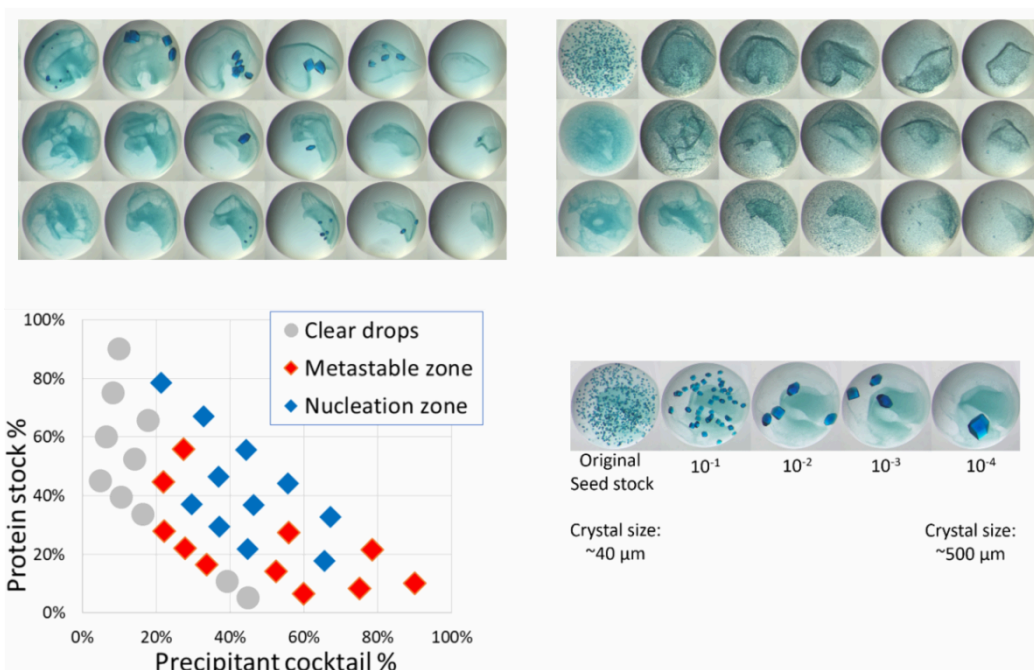 100%
80%
60%
40%
20%
0%
Protein stock %
Clear drops
Metastable zone
Nucleation zone
0% 20% 40% 60% 80% 100%
Precipitant cocktail %
Original
Seed stock
10⁻¹ 10⁻² 10⁻³ 10⁻⁴
Crystal size:
~40 µm
Crystal size:
~500 µm